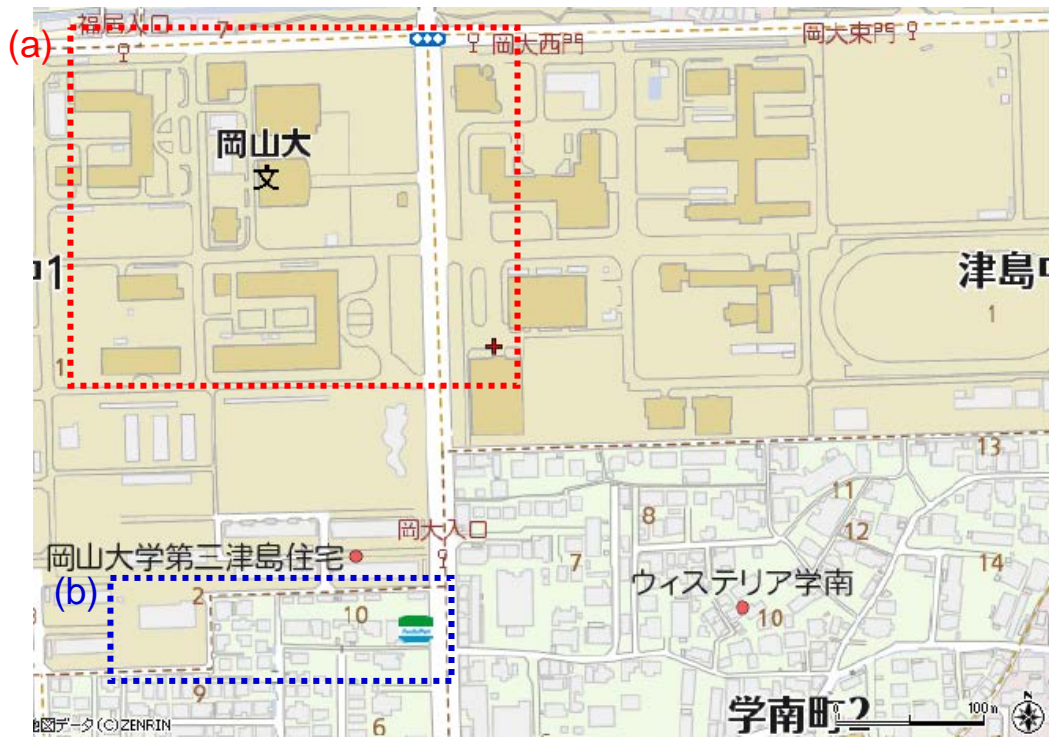 (a)
福居入口
7
岡大西門
岡大東門
岡山大
文
中1
津島中
1
1
13
11
8
12
岡大入口
岡山大学第三津島住宅
7
14
ウィステリア学南
(b)
2
10
FamilyMart
10
9
学南町2
6
100m
地図データ(C)ZENRIN